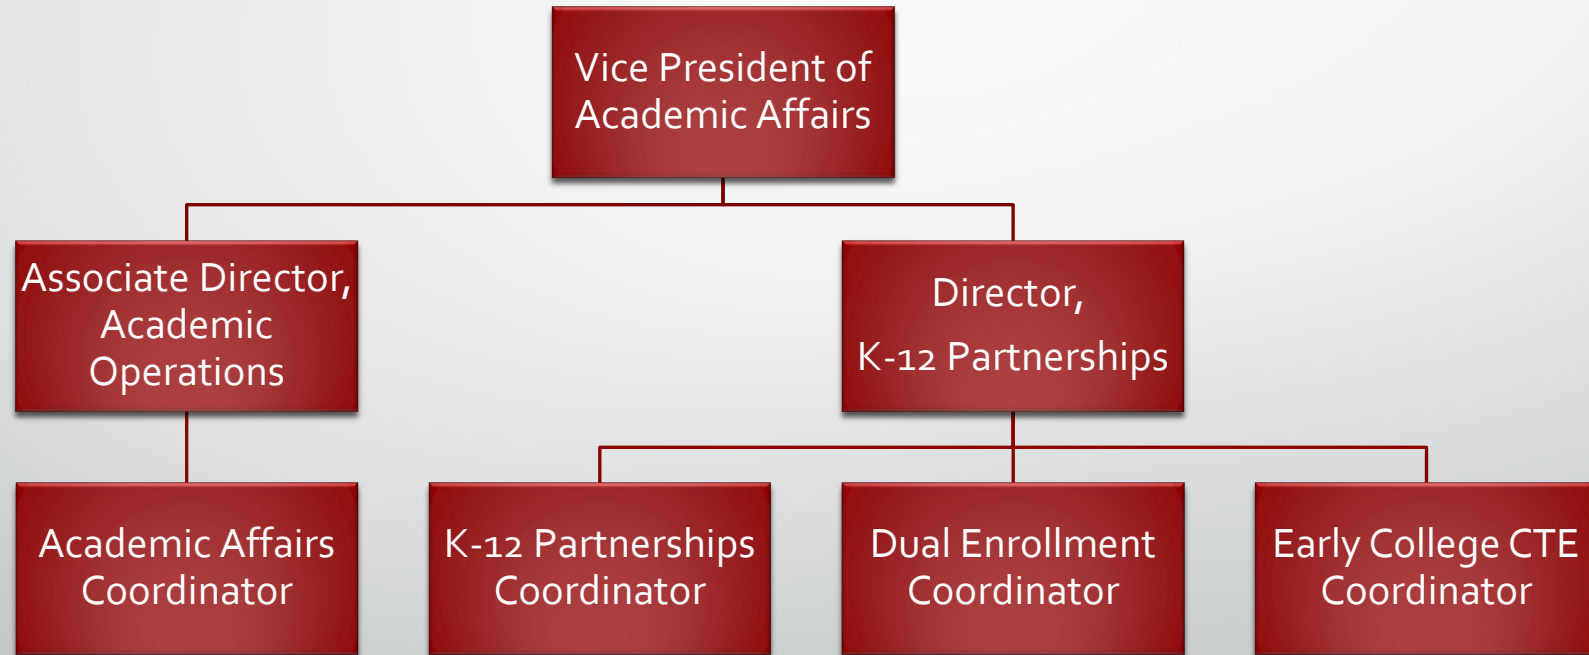 Vice President of
Academic Affairs
Associate Director,
Academic
Operations
Director,
K-12 Partnerships
Academic Affairs
Coordinator
K-12 Partnerships
Coordinator
Dual Enrollment
Coordinator
Early College CTE
Coordinator